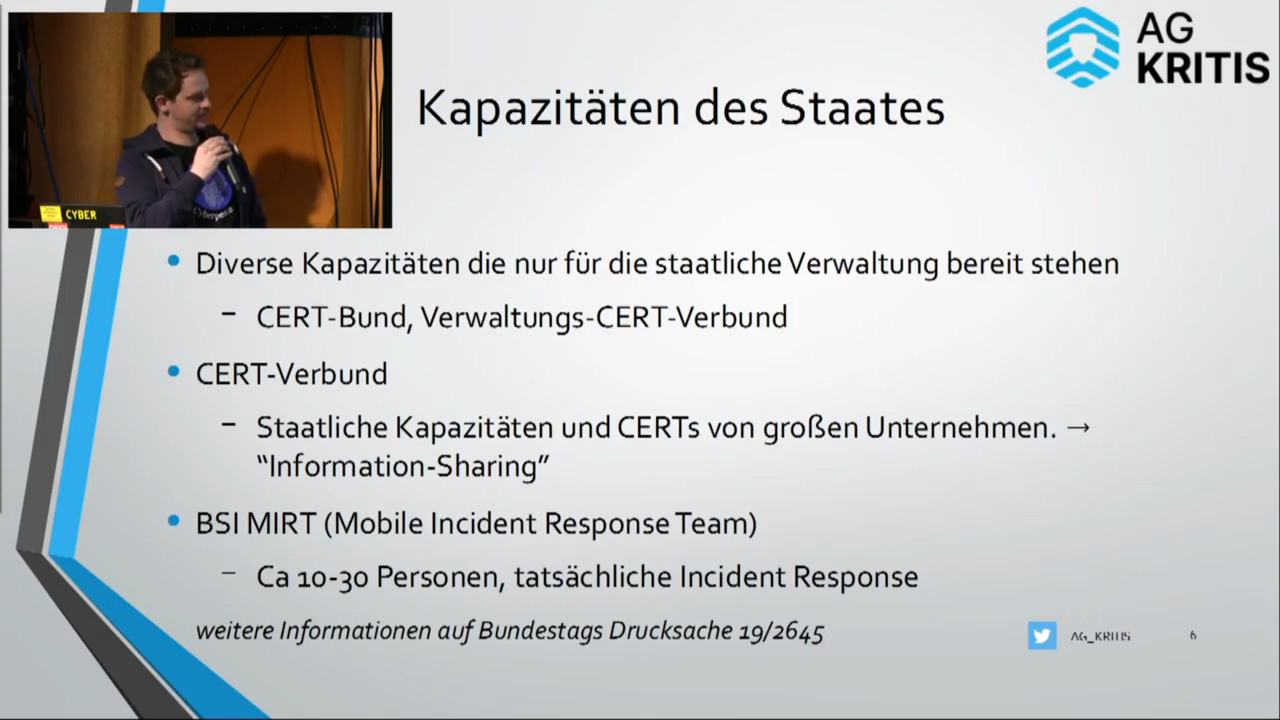 AG
KRITIS
Kapazitäten des Staates
CYBER
• Diverse Kapazitäten die nur für die staatliche Verwaltung bereit stehen
– CERT-Bund, Verwaltungs-CERT-Verbund
• CERT-Verbund
– Staatliche Kapazitäten und CERTs von großen Unternehmen. →
“Information-Sharing”
• BSI MIRT (Mobile Incident Response Team)
– Ca 10-30 Personen, tatsächliche Incident Response
weitere Informationen auf Bundestags Drucksache 19/2645
AG_KRITIS
6